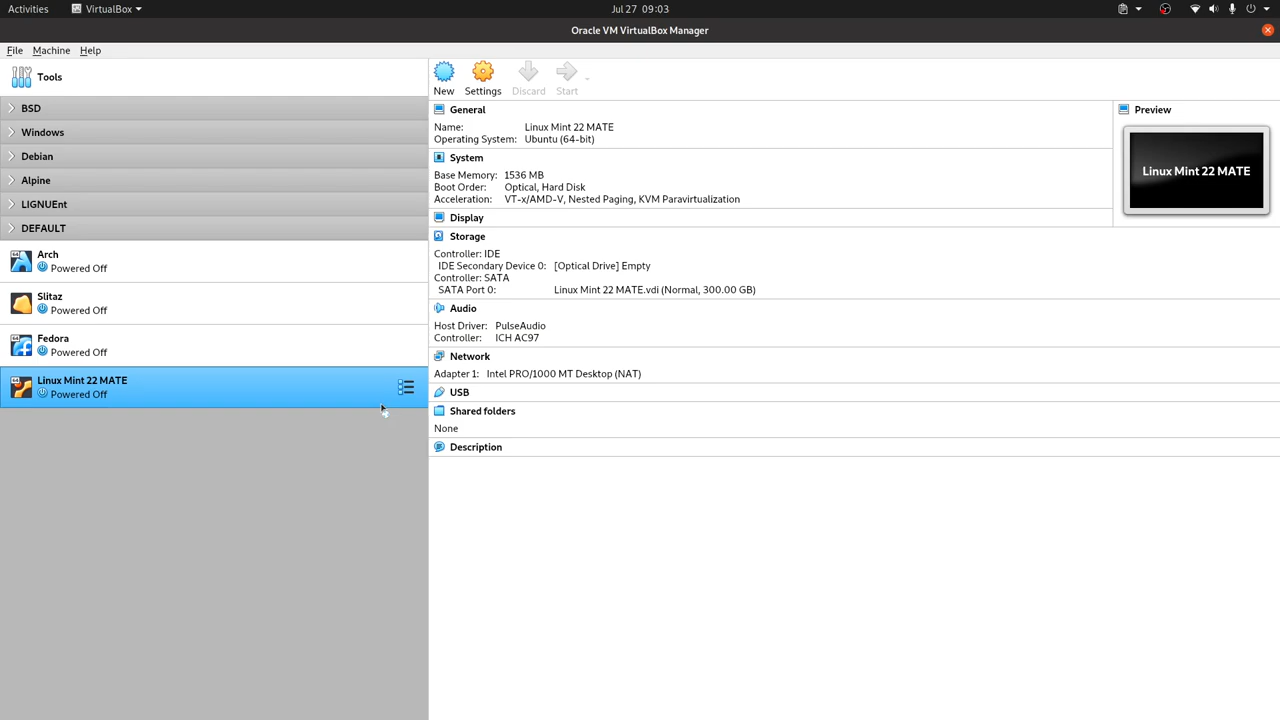 Activities
VirtualBox
Jul 27  09:03
Oracle VM VirtualBox Manager
File
Machine
Help
Tools
BSD
Windows
Debian
Alpine
LIGNUEnt
DEFAULT
Arch
Powered Off
Slitaz
Powered Off
Fedora
Powered Off
Linux Mint 22 MATE
Powered Off
New
Settings
Discard
Start
General
Name: Linux Mint 22 MATE
Operating System: Ubuntu (64-bit)
System
Base Memory: 1536 MB
Boot Order: Optical, Hard Disk
Acceleration: VT-x/AMD-V, Nested Paging, KVM Paravirtualization
Display
Storage
Controller: IDE
IDE Secondary Device 0: [Optical Drive] Empty
Controller: SATA
SATA Port 0: Linux Mint 22 MATE.vdi (Normal, 300.00 GB)
Audio
Host Driver: PulseAudio
Controller: ICH AC97
Network
Adapter 1: Intel PRO/1000 MT Desktop (NAT)
USB
Shared folders
None
Description
Preview
Linux Mint 22 MATE